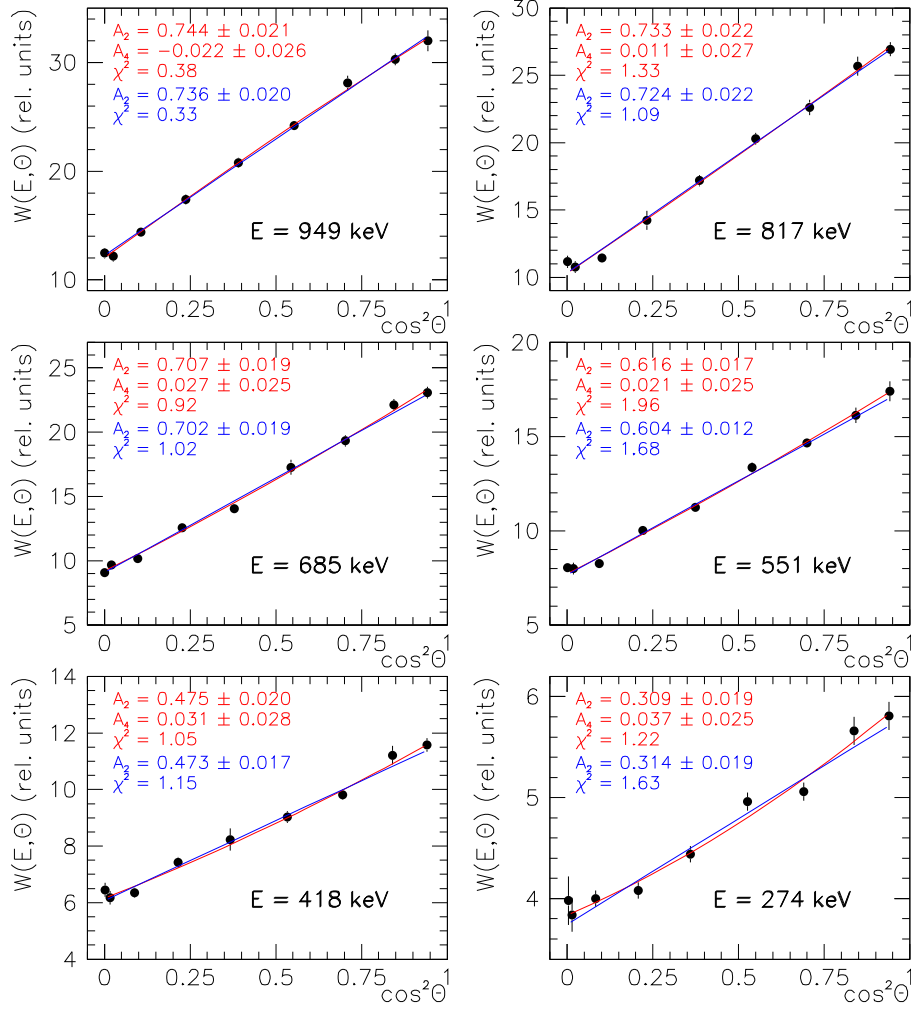 W(E,Θ) (rel. units)
A₂ = 0.744 ± 0.021
A₄ = −0.022 ± 0.026
χ² = 0.38
A₂ = 0.736 ± 0.020
χ² = 0.33
E = 949 keV
30
20
10
0 0.25 0.5 0.75 1
cos²Θ
W(E,Θ) (rel. units)
A₂ = 0.733 ± 0.022
A₄ = 0.011 ± 0.027
χ² = 1.33
A₂ = 0.724 ± 0.022
χ² = 1.09
E = 817 keV
30
25
20
15
10
0 0.25 0.5 0.75 1
cos²Θ
W(E,Θ) (rel. units)
A₂ = 0.707 ± 0.019
A₄ = 0.027 ± 0.025
χ² = 0.92
A₂ = 0.702 ± 0.019
χ² = 1.02
E = 685 keV
25
20
15
10
5
0 0.25 0.5 0.75 1
cos²Θ
W(E,Θ) (rel. units)
A₂ = 0.616 ± 0.017
A₄ = 0.021 ± 0.025
χ² = 1.96
A₂ = 0.604 ± 0.012
χ² = 1.68
E = 551 keV
20
15
10
5
0 0.25 0.5 0.75 1
cos²Θ
W(E,Θ) (rel. units)
A₂ = 0.475 ± 0.020
A₄ = 0.031 ± 0.028
χ² = 1.05
A₂ = 0.473 ± 0.017
χ² = 1.15
E = 418 keV
14
12
10
8
6
4
0 0.25 0.5 0.75 1
cos²Θ
W(E,Θ) (rel. units)
A₂ = 0.309 ± 0.019
A₄ = 0.037 ± 0.025
χ² = 1.22
A₂ = 0.314 ± 0.019
χ² = 1.63
E = 274 keV
6
5
4
0 0.25 0.5 0.75 1
cos²Θ